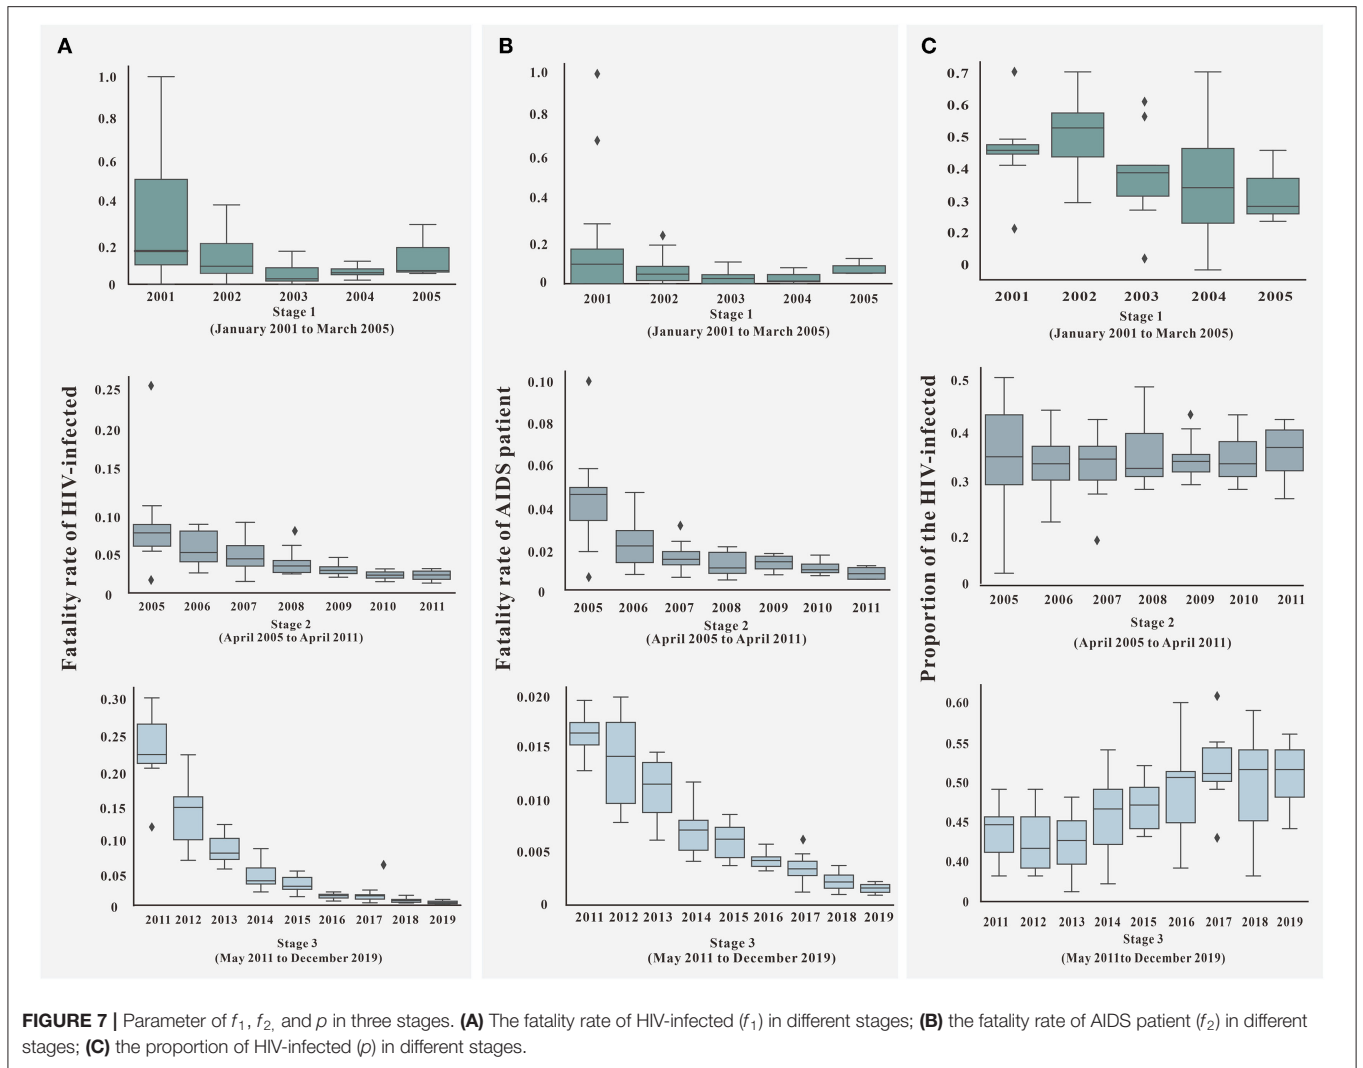 A
1.0
0.8
0.6
0.4
0.2
0
2001 2002 2003 2004 2005
Stage 1
(January 2001 to March 2005)
B
1.0
0.8
0.6
0.4
0.2
0
2001 2002 2003 2004 2005
Stage 1
(January 2001 to March 2005)
C
0.7
0.6
0.5
0.4
0.3
0.2
0
2001 2002 2003 2004 2005
Stage 1
(January 2001 to March 2005)
Fatality rate of HIV-infected
0.25
0.20
0.15
0.10
0.05
0
2005 2006 2007 2008 2009 2010 2011
Stage 2
(April 2005 to April 2011)
Fatality rate of AIDS patient
0.10
0.08
0.06
0.04
0.02
0
2005 2006 2007 2008 2009 2010 2011
Stage 2
(April 2005 to April 2011)
Proportion of the HIV-infected
0.5
0.4
0.3
0.2
0
2005 2006 2007 2008 2009 2010 2011
Stage 2
(April 2005 to April 2011)
0.30
0.25
0.20
0.15
0.10
0.05
0
2011 2012 2013 2014 2015 2016 2017 2018 2019
Stage 3
(May 2011 to December 2019)
0.020
0.015
0.010
0.005
0
2011 2012 2013 2014 2015 2016 2017 2018 2019
Stage 3
(May 2011 to December 2019)
0.60
0.55
0.50
0.45
0.40
0
2011 2012 2013 2014 2015 2016 2017 2018 2019
Stage 3
(May 2011to December 2019)
FIGURE 7 | Parameter of f₁, f₂, and p in three stages. (A) The fatality rate of HIV-infected (f₁) in different stages; (B) the fatality rate of AIDS patient (f₂) in different
stages; (C) the proportion of HIV-infected (p) in different stages.